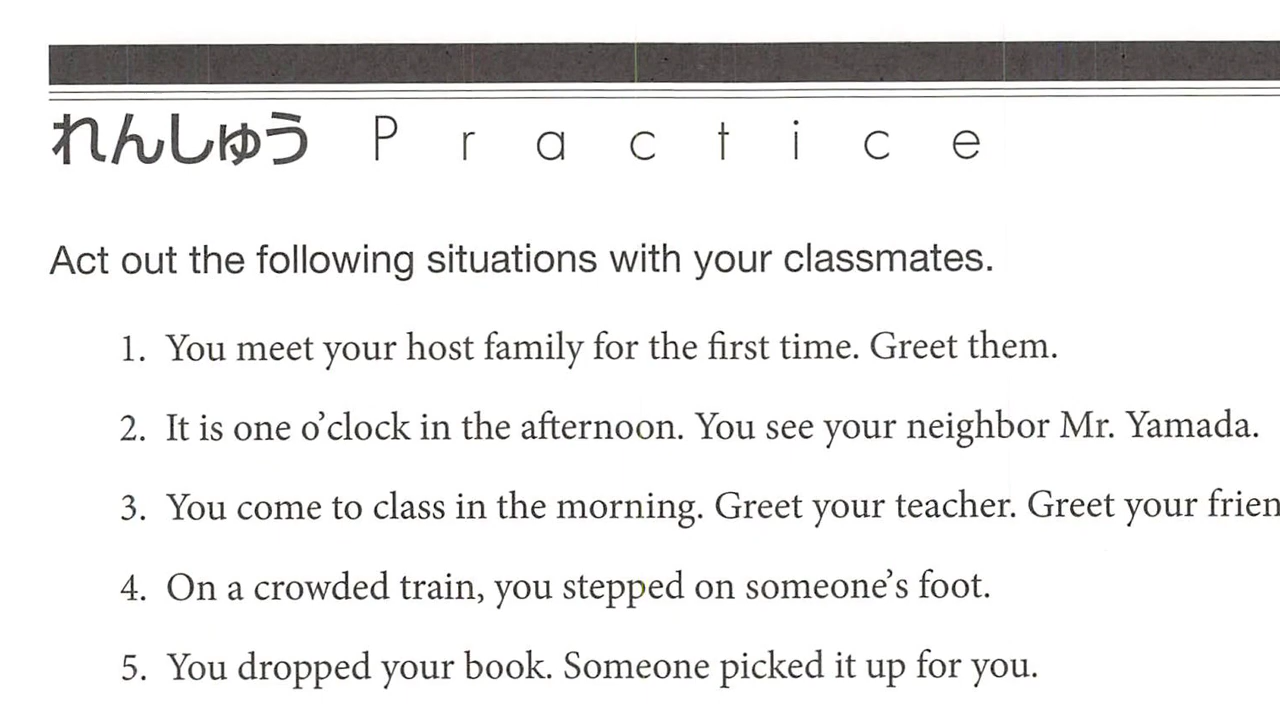 れんしゅう Practice
Act out the following situations with your classmates.
1. You meet your host family for the first time. Greet them.
2. It is one o’clock in the afternoon. You see your neighbor Mr. Yamada.
3. You come to class in the morning. Greet your teacher. Greet your frien
4. On a crowded train, you stepped on someone’s foot.
5. You dropped your book. Someone picked it up for you.